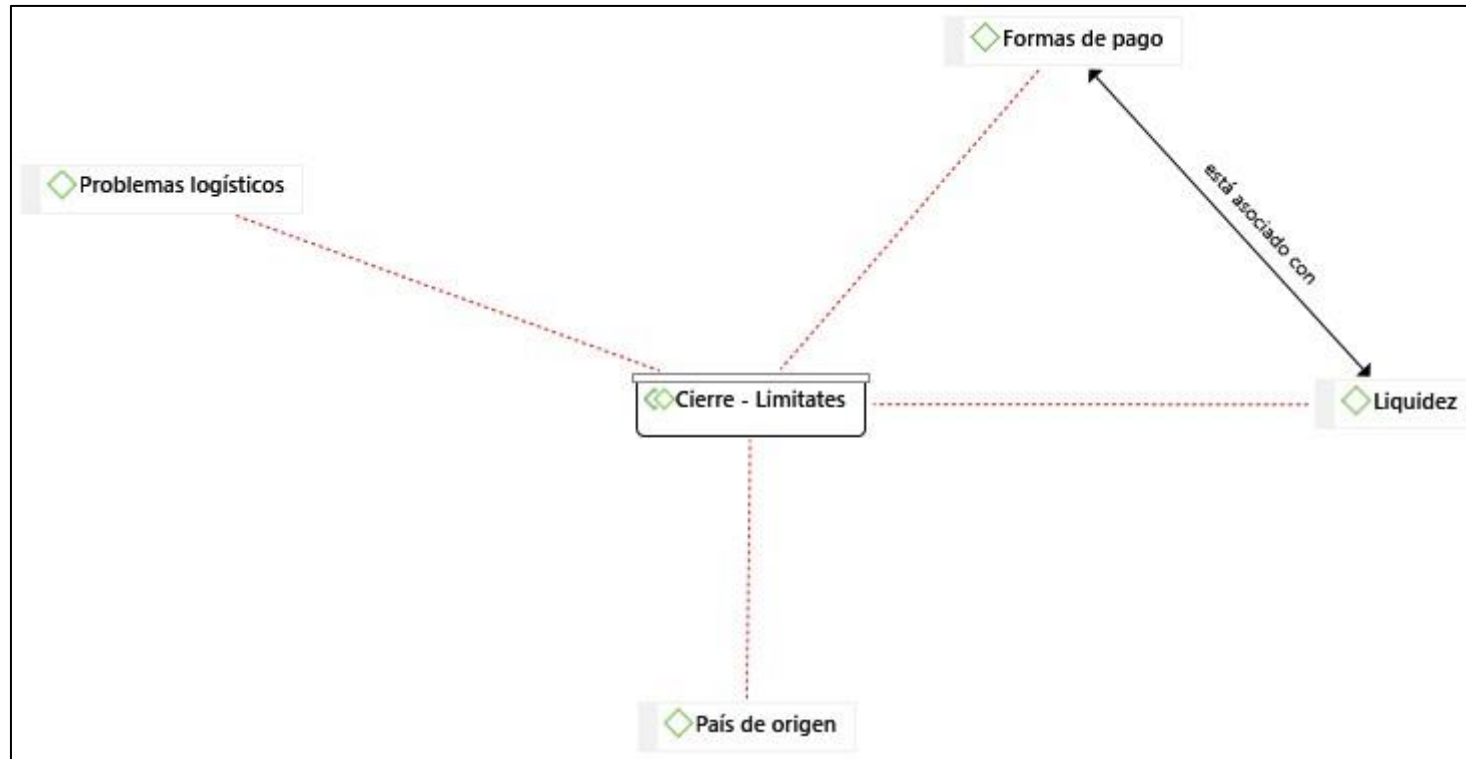 Formas de pago
Problemas logísticos
está asociado con
Cierre - Limitates
Liquidez
País de origen